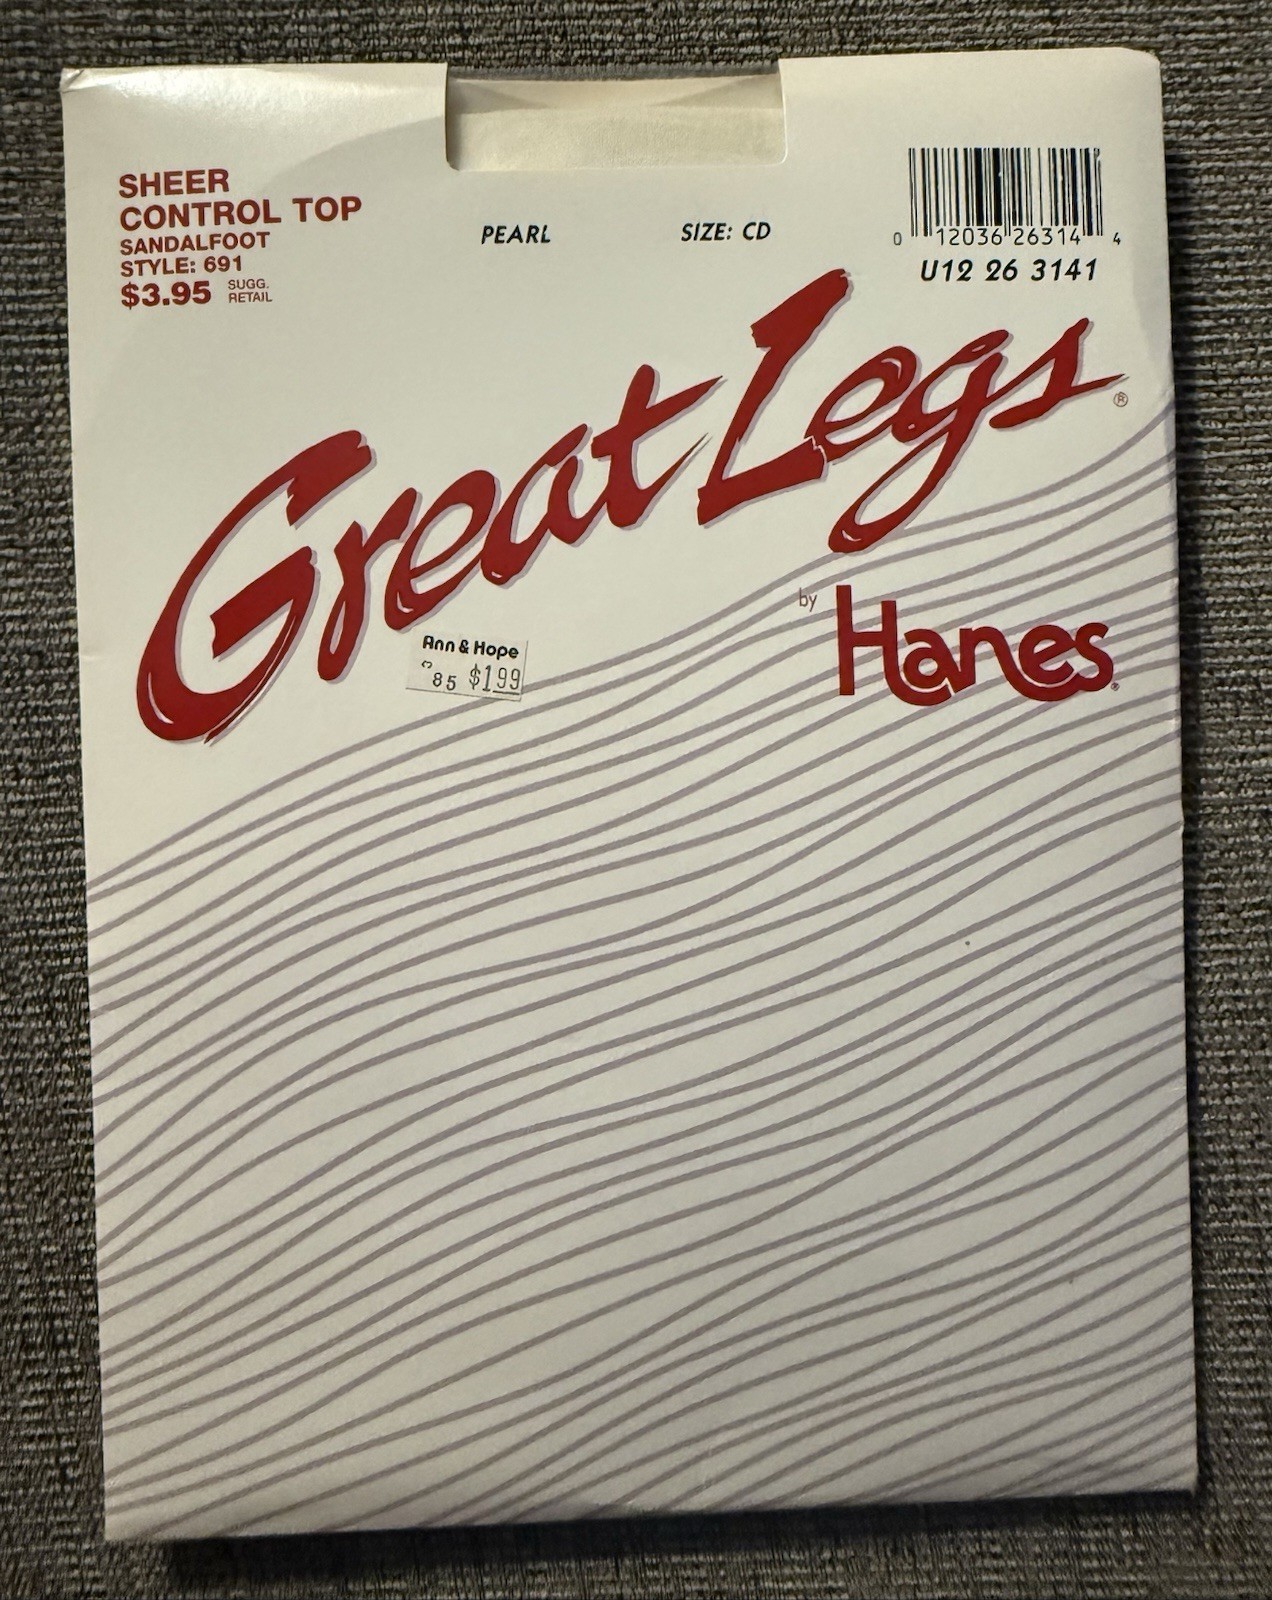 SHEER
CONTROL TOP
SANDALFOOT
STYLE: 691
$3.95 SUGG. RETAIL
PEARL SIZE: CD
0 12036 26314 4
U12 26 3141
Great Legs®
by Hanes®
Ann & Hope
85 $1.99